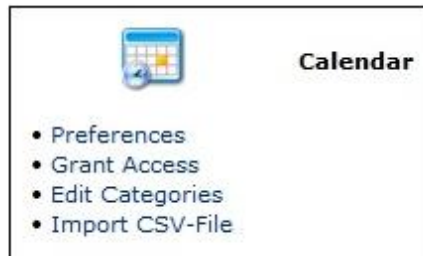 Calendar
• Preferences
• Grant Access
• Edit Categories
• Import CSV-File